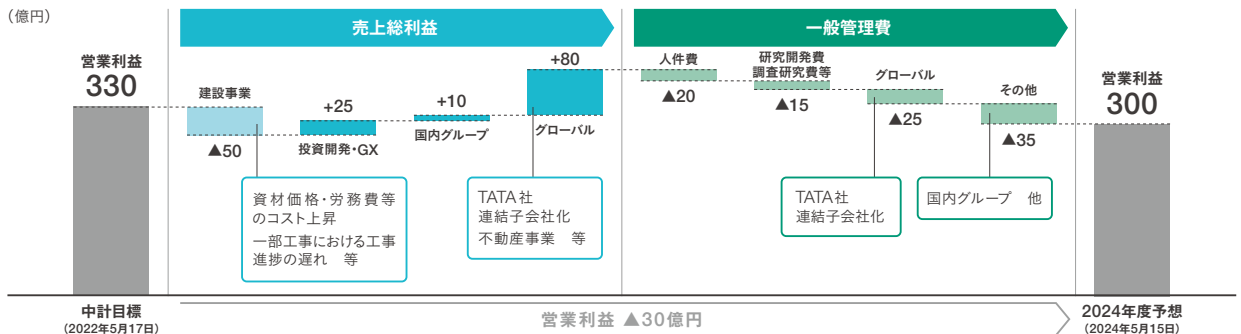 （億円）
売上総利益
一般管理費
営業利益
330
建設事業
▲50
+25
投資開発・GX
+10
国内グループ
+80
グローバル
人件費
▲20
研究開発費
調査研究費等
▲15
グローバル
▲25
その他
▲35
営業利益
300
資材価格・労務費等
のコスト上昇
一部工事における工事
進捗の遅れ　等
TATA社
連結子会社化
不動産事業　等
TATA社
連結子会社化
国内グループ　他
中計目標
（2022年5月17日）
営業利益 ▲30億円
2024年度予想
（2024年5月15日）